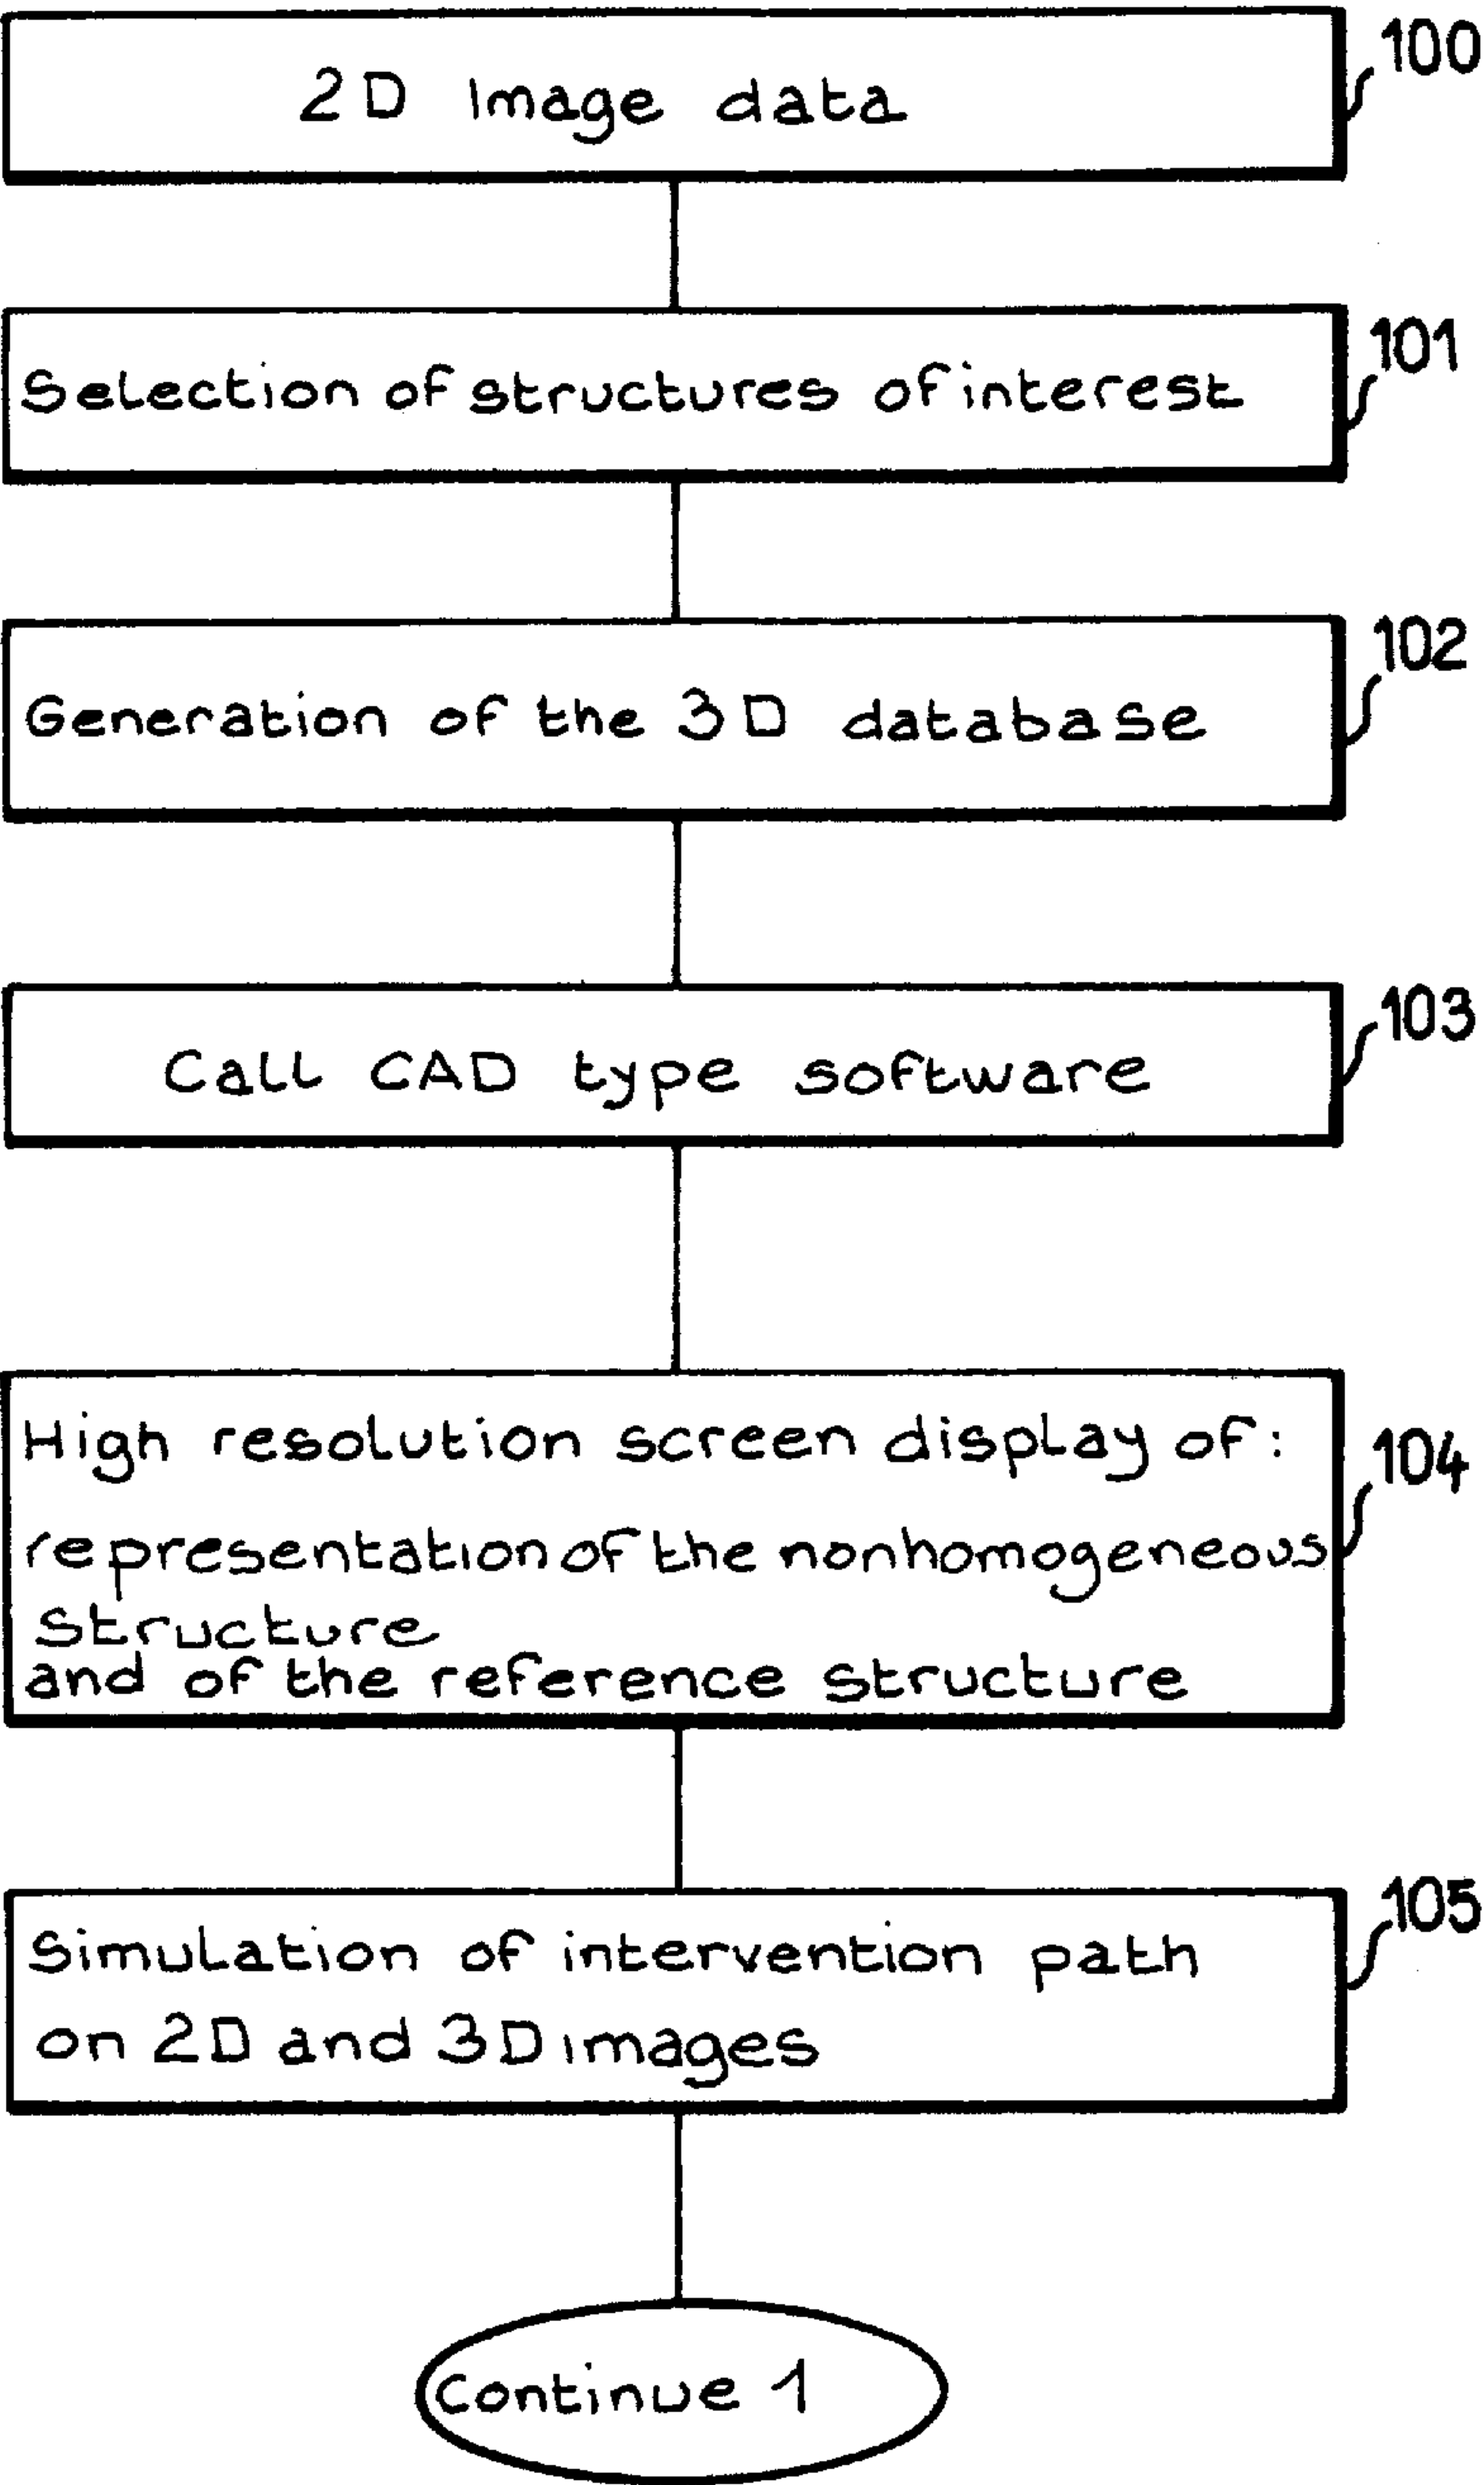 100
2D Image data
101
Selection of structures of interest
102
Generation of the 3D database
103
Call CAD type software
104
High resolution screen display of:
representation of the nonhomogeneous
structure
and of the reference structure
105
Simulation of intervention path
on 2D and 3D images
Continue 1